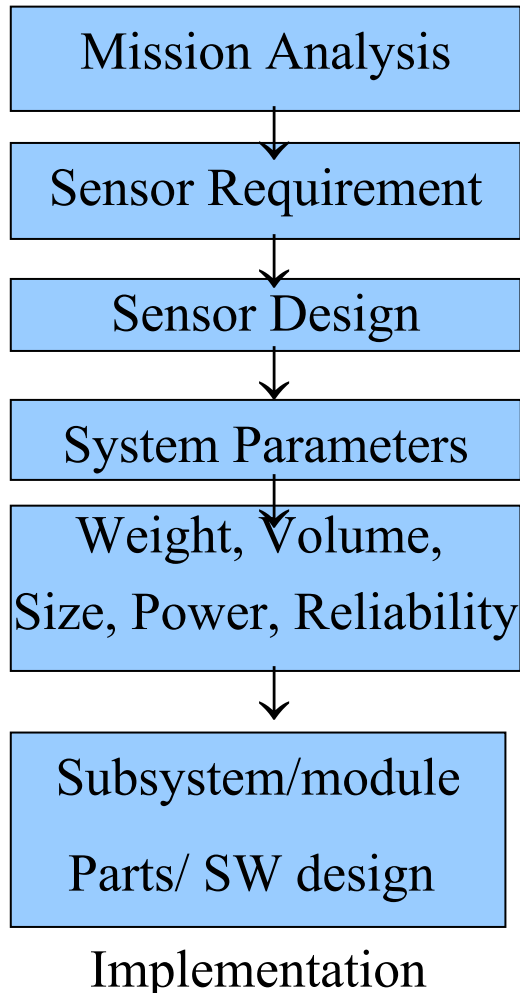 Mission Analysis
Sensor Requirement
Sensor Design
System Parameters
Weight, Volume,
Size, Power, Reliability
Subsystem/module
Parts/ SW design
Implementation